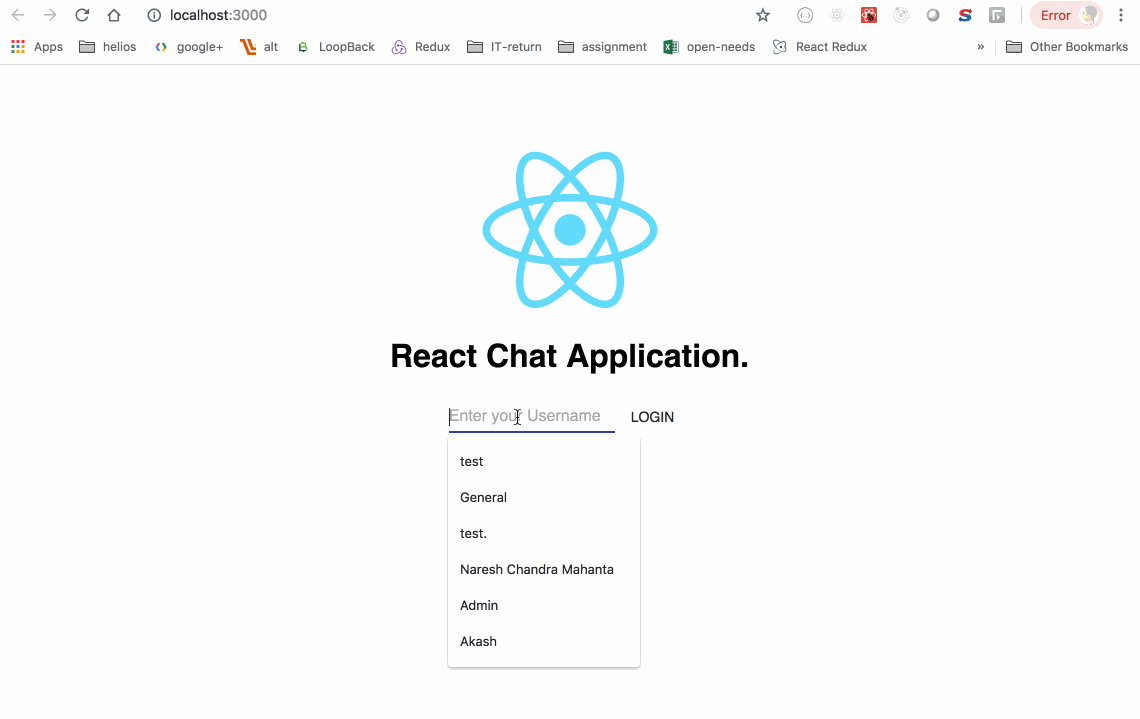 localhost:3000 Error
Apps helios google+ alt LoopBack Redux IT-return assignment open-needs React Redux » Other Bookmarks
React Chat Application.
Enter your Username LOGIN
test
General
test.
Naresh Chandra Mahanta
Admin
Akash